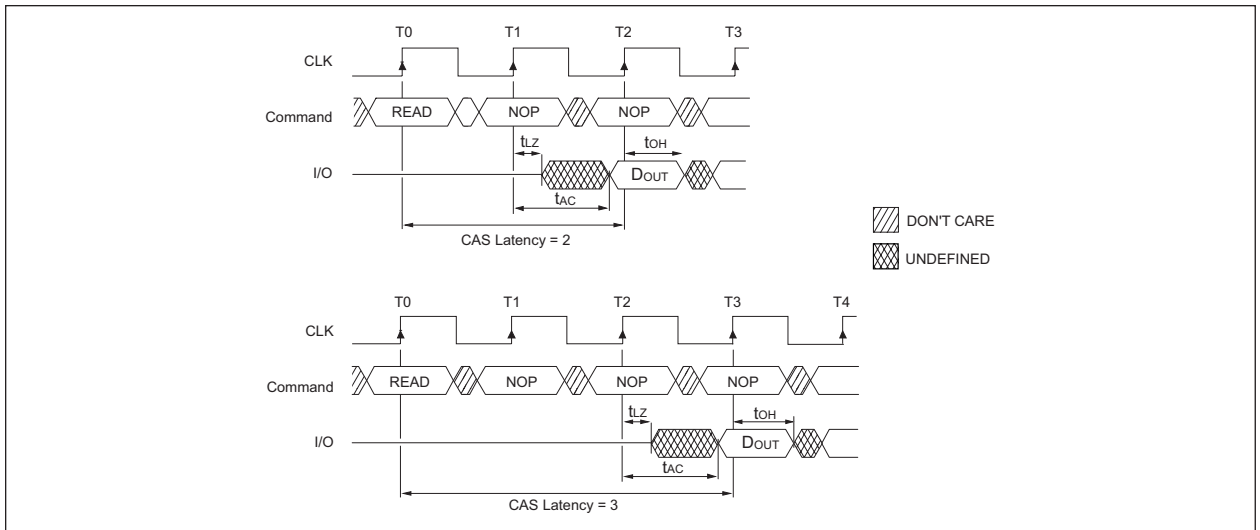 T0 T1 T2 T3
CLK
Command READ NOP NOP
tLZ tOH
I/O DOUT
tAC
CAS Latency = 2
DON'T CARE
UNDEFINED
T0 T1 T2 T3 T4
CLK
Command READ NOP NOP NOP
tLZ tOH
I/O DOUT
tAC
CAS Latency = 3